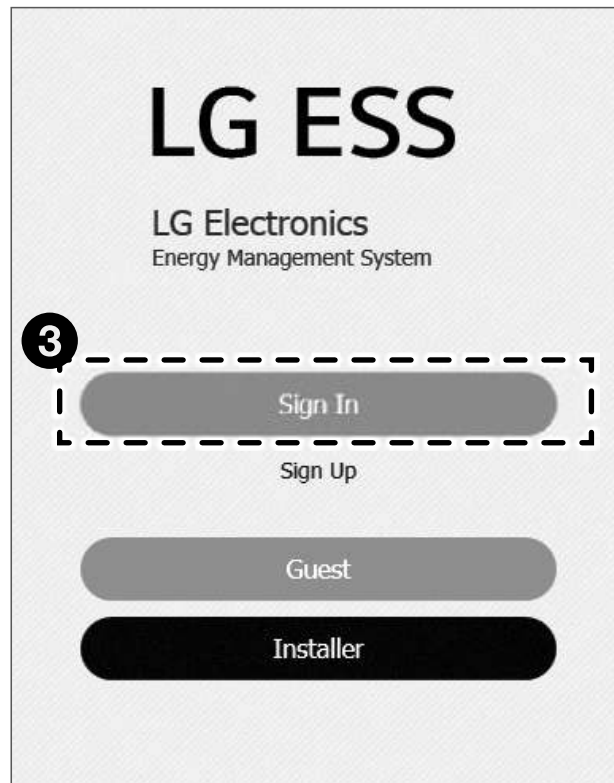 LG ESS
LG Electronics
Energy Management System
3
Sign In
Sign Up
Guest
Installer